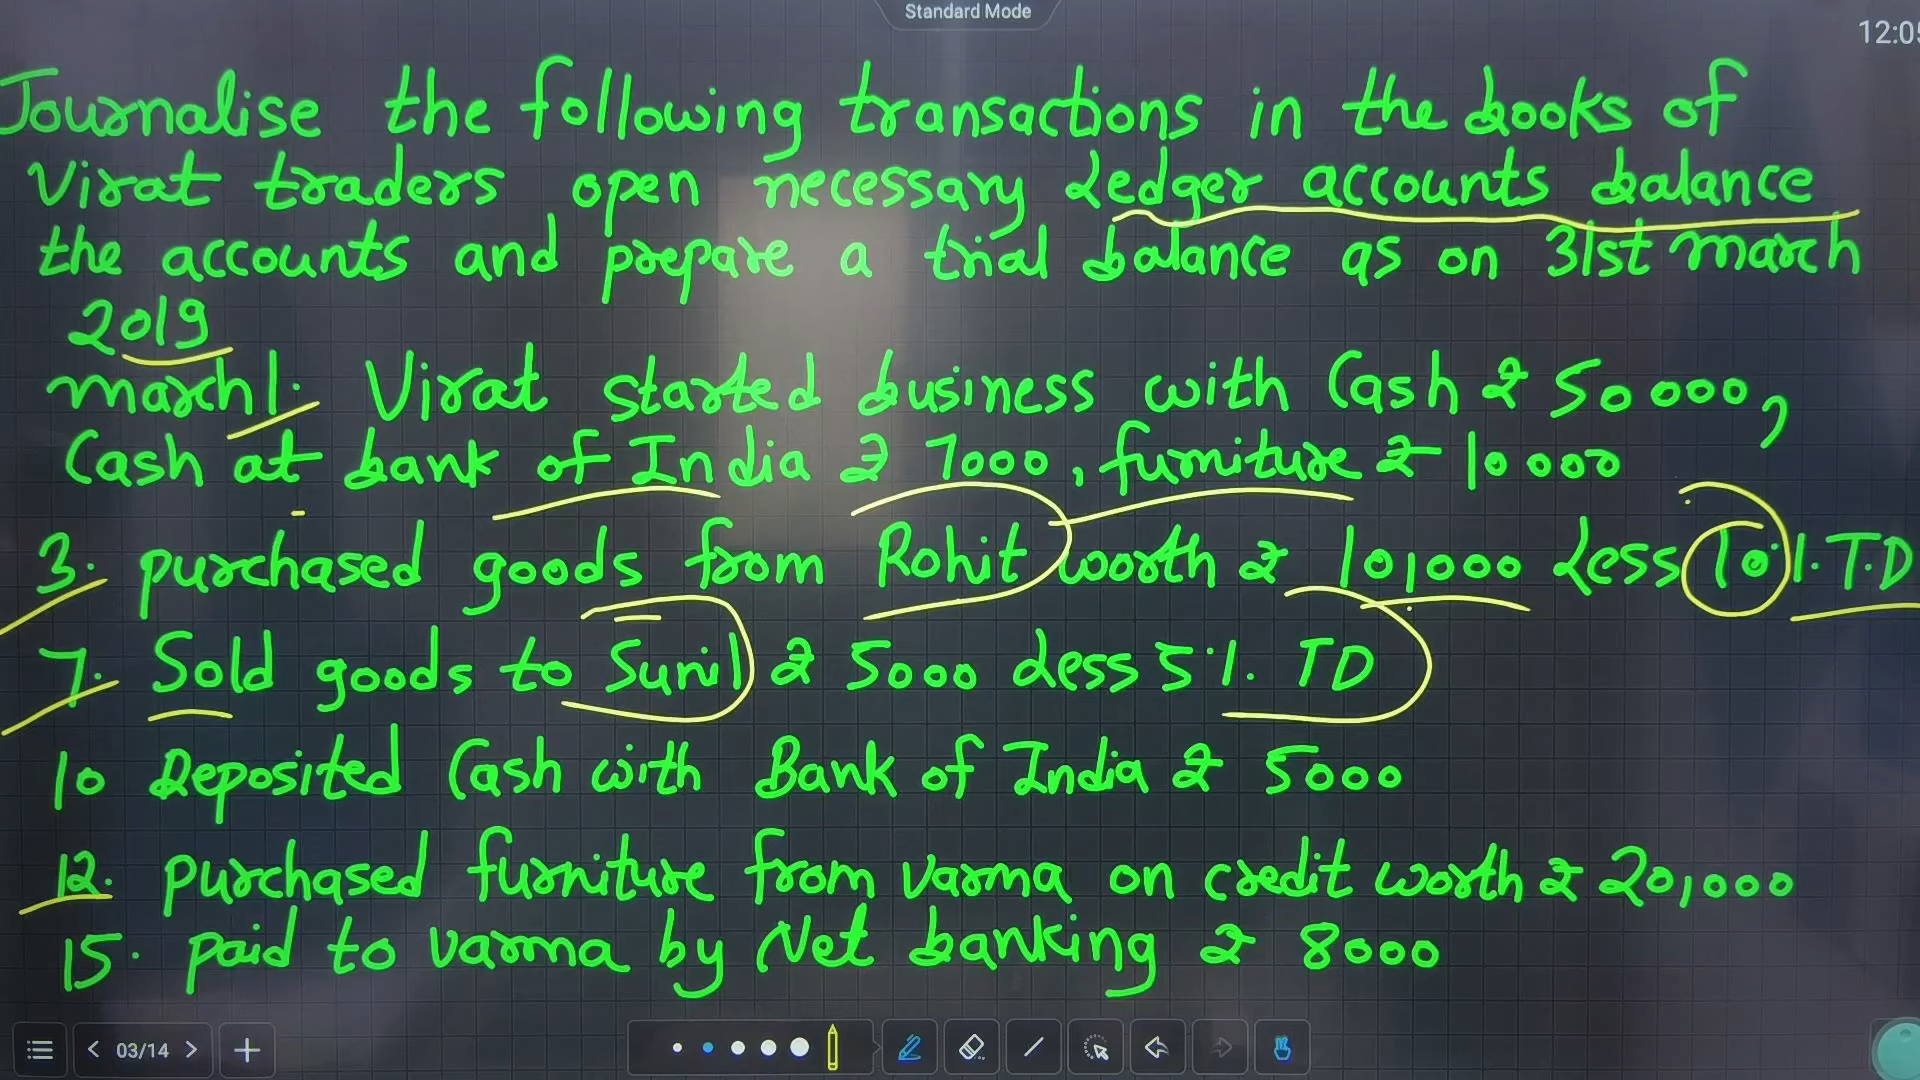 Standard Mode
12:05
Journalise the following transactions in the books of
Virat traders open necessary Ledger accounts balance
the accounts and prepare a trial balance as on 31st march
2019
march 1. Virat started business with Cash ₹ 50000,
Cash at bank of India ₹ 7000, furniture ₹ 10000
3. purchased goods from Rohit worth ₹ 10,000 Less 10%. T.D
7. Sold goods to Sunil ₹ 5000 Less 5%. TD
10 Deposited Cash with Bank of India ₹ 5000
12. purchased furniture from varma on credit worth ₹ 20,000
15. paid to varma by Net banking ₹ 8000
03/14